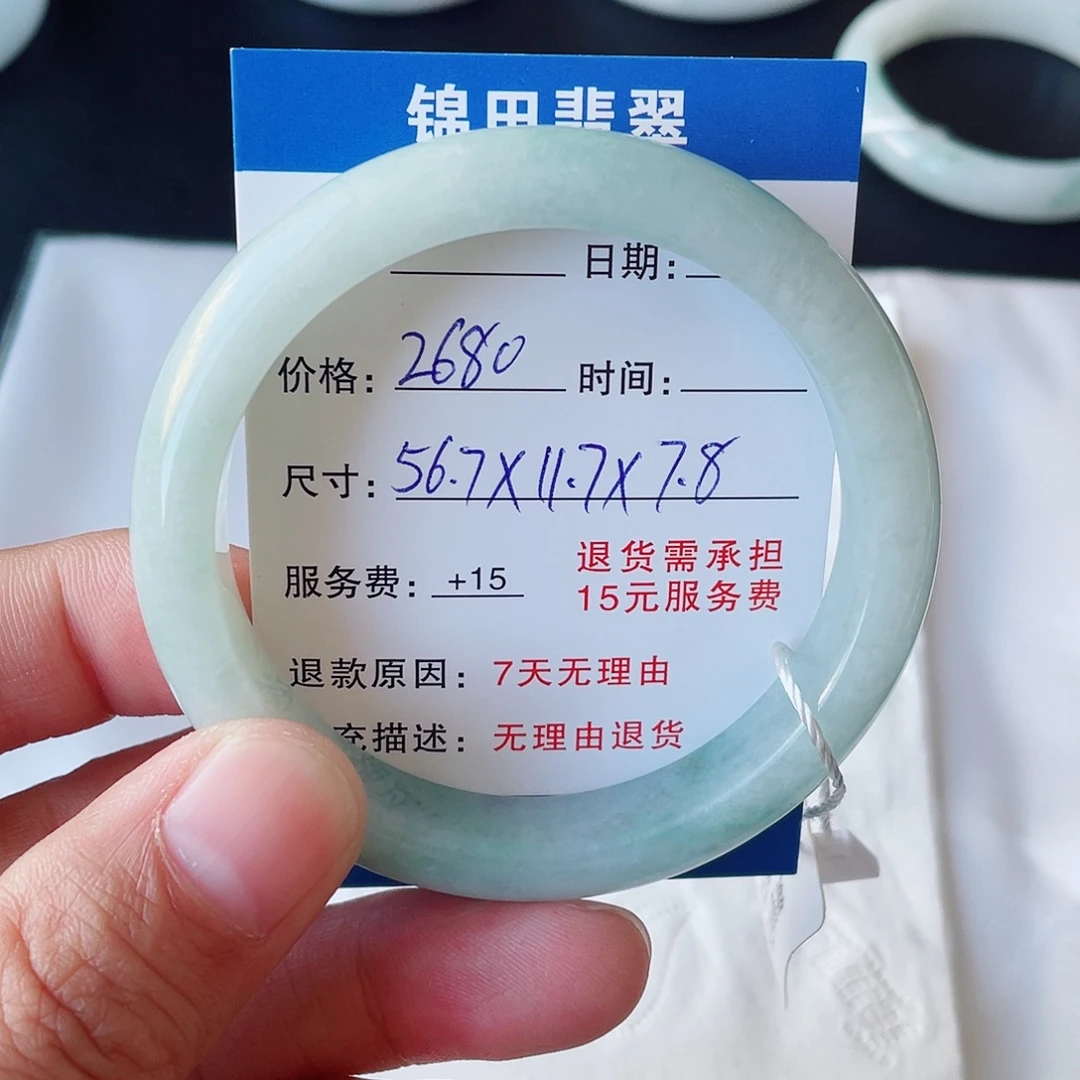 锦田翡翠
日期:
价格: 2680 时间:
尺寸: 56.7X11.7X7.8
服务费: +15 退货需承担
15元服务费
退款原因: 7天无理由
充描述: 无理由退货